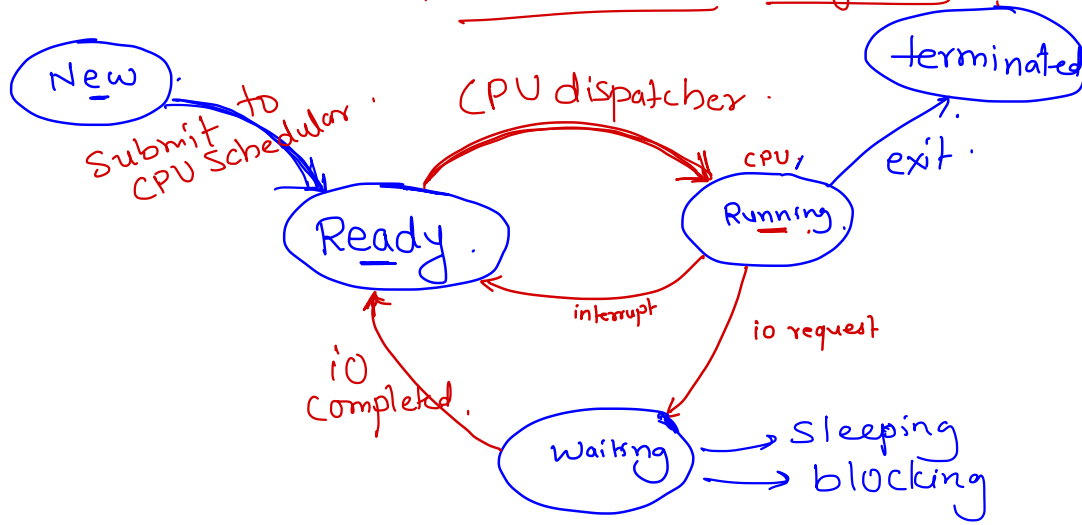 New
terminated
CPU dispatcher
Submit to
CPU Schedular
CPU
exit
Running
Ready
interrupt
io request
io
completed
Waiting
Sleeping
blocking